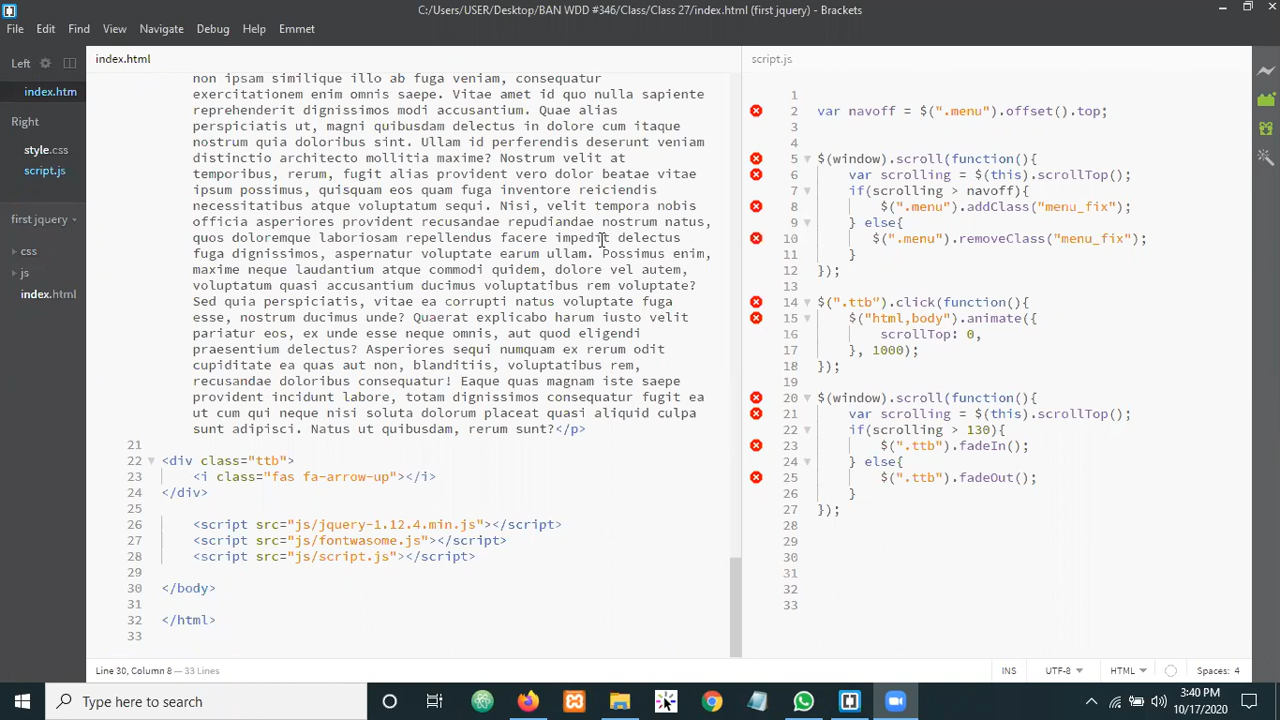 C:/Users/USER/Desktop/BAN WDD #346/Class/Class 27/index.html (first jquery) - Brackets
File Edit Find View Navigate Debug Help Emmet
Left
index.htm
Right
style.css
script.js
first jquery
css
js
index.html
index.html
non ipsam similique illo ab fuga veniam, consequatur
exercitationem enim omnis saepe. Vitae amet id quo nulla sapiente
reprehenderit dignissimos modi accusantium. Quae alias
perspiciatis ut, magni quibusdam delectus in dolore cum itaque
nostrum quia doloribus sint. Ullam id perferendis deserunt veniam
distinctio architecto mollitia maxime? Nostrum velit at
temporibus, rerum, fugit alias provident vero dolor beatae vitae
ipsum possimus, quisquam eos quam fuga inventore reiciendis
necessitatibus atque voluptatum sequi. Nisi, velit tempora nobis
officia asperiores provident recusandae repudiandae nostrum natus,
quos doloremque laboriosam repellendus facere impedit delectus
fuga dignissimos, aspernatur voluptate earum ullam. Possimus enim,
maxime neque laudantium atque commodi quidem, dolore vel autem,
voluptatum quasi accusantium ducimus voluptatibus rem voluptate?
Sed quia perspiciatis, vitae ea corrupti natus voluptate fuga
esse, nostrum ducimus unde? Quaerat explicabo harum iusto velit
pariatur eos, ex unde esse neque omnis, aut quod eligendi
praesentium delectus? Asperiores sequi numquam ex rerum odit
cupiditate ea quas aut non, blanditiis, voluptatibus rem,
recusandae doloribus consequatur! Eaque quas magnam iste saepe
provident incidunt labore, totam dignissimos consequatur fugit ea
ut cum qui neque nisi soluta dolorum placeat quasi aliquid culpa
sunt adipisci. Natus ut quibusdam, rerum sunt?</p>
21
22 <div class="ttb">
23 <i class="fas fa-arrow-up"></i>
24 </div>
25
26 <script src="js/jquery-1.12.4.min.js"></script>
27 <script src="js/fontwasome.js"></script>
28 <script src="js/script.js"></script>
29
30 </body>
31
32 </html>
33
script.js
1
2 var navoff = $(".menu").offset().top;
3
4
5 $(window).scroll(function(){
6 var scrolling = $(this).scrollTop();
7 if(scrolling > navoff){
8 $(".menu").addClass("menu_fix");
9 } else{
10 $(".menu").removeClass("menu_fix");
11 }
12 });
13
14 $(".ttb").click(function(){
15 $("html,body").animate({
16 scrollTop: 0,
17 }, 1000);
18 });
19
20 $(window).scroll(function(){
21 var scrolling = $(this).scrollTop();
22 if(scrolling > 130){
23 $(".ttb").fadeIn();
24 } else{
25 $(".ttb").fadeOut();
26 }
27 });
28
29
30
31
32
33
Line 30, Column 8 — 33 Lines
INS UTF-8 HTML Spaces: 4
Type here to search
3:40 PM
10/17/2020